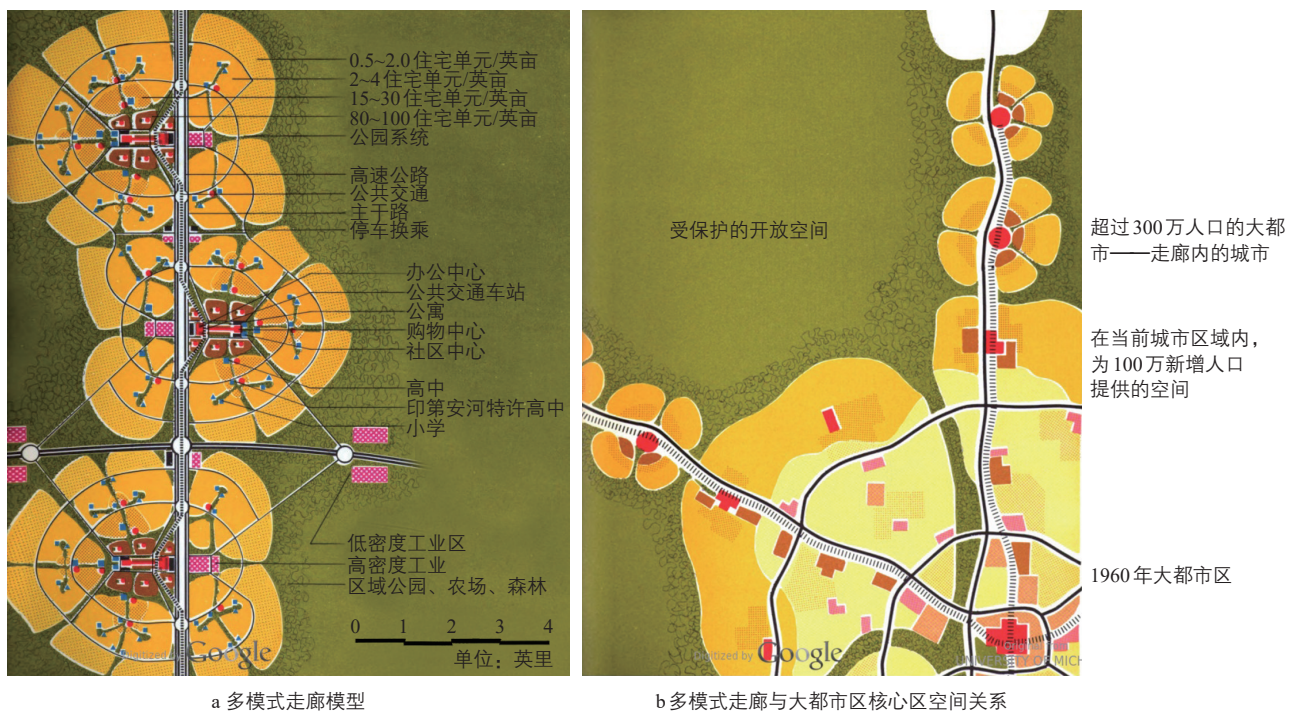 0.5~2.0住宅单元/英亩
2~4住宅单元/英亩
15~30住宅单元/英亩
80~100住宅单元/英亩
公园系统
高速公路
公共交通
主干路
停车换乘
办公中心
公共交通车站
公寓
购物中心
社区中心
高中
印第安河特许高中
小学
低密度工业区
高密度工业
区域公园、农场、森林
0 1 2 3 4
单位：英里
Digitized by Google
a 多模式走廊模型
受保护的开放空间
超过300万人口的大都
市——走廊内的城市
在当前城市区域内，
为100万新增人口
提供的空间
1960年大都市区
Digitized by Google
Original
UNIVERSITY OF MICH
b 多模式走廊与大都市区核心区空间关系